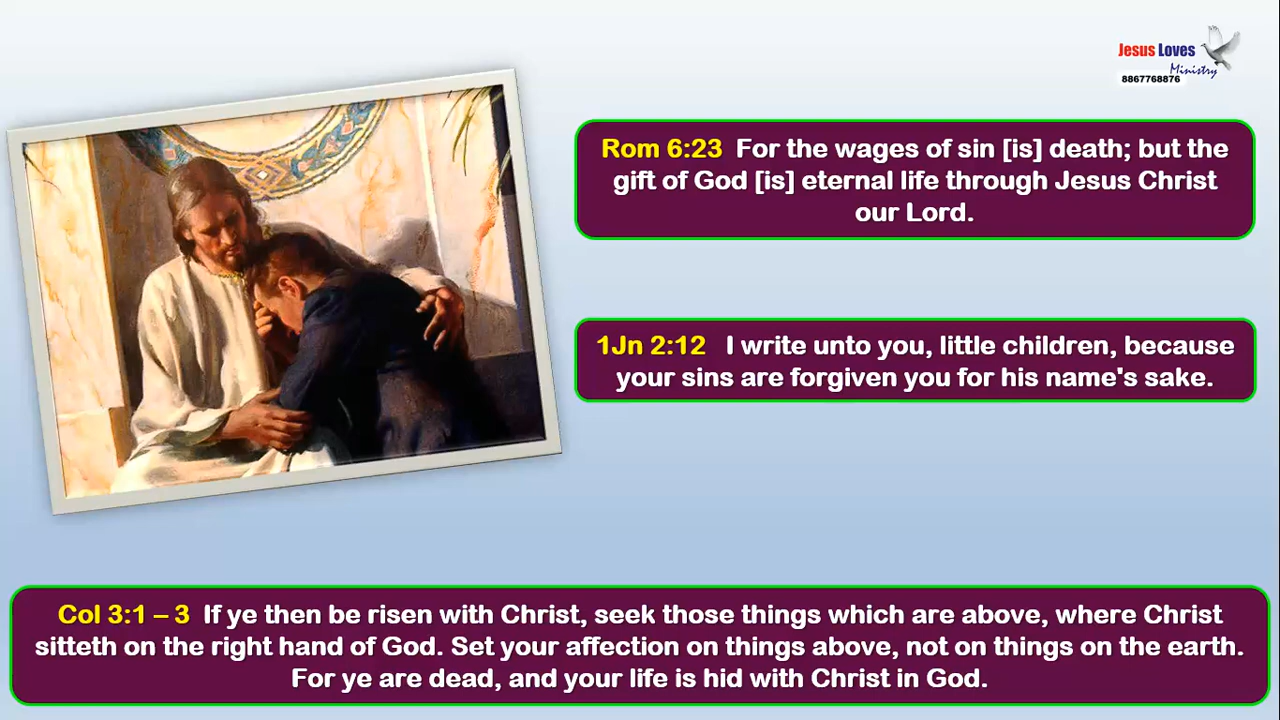 Jesus Loves
Ministry
8867768876
Rom 6:23 For the wages of sin [is] death; but the
gift of God [is] eternal life through Jesus Christ
our Lord.
1Jn 2:12 I write unto you, little children, because
your sins are forgiven you for his name's sake.
Col 3:1 – 3 If ye then be risen with Christ, seek those things which are above, where Christ
sitteth on the right hand of God. Set your affection on things above, not on things on the earth.
For ye are dead, and your life is hid with Christ in God.